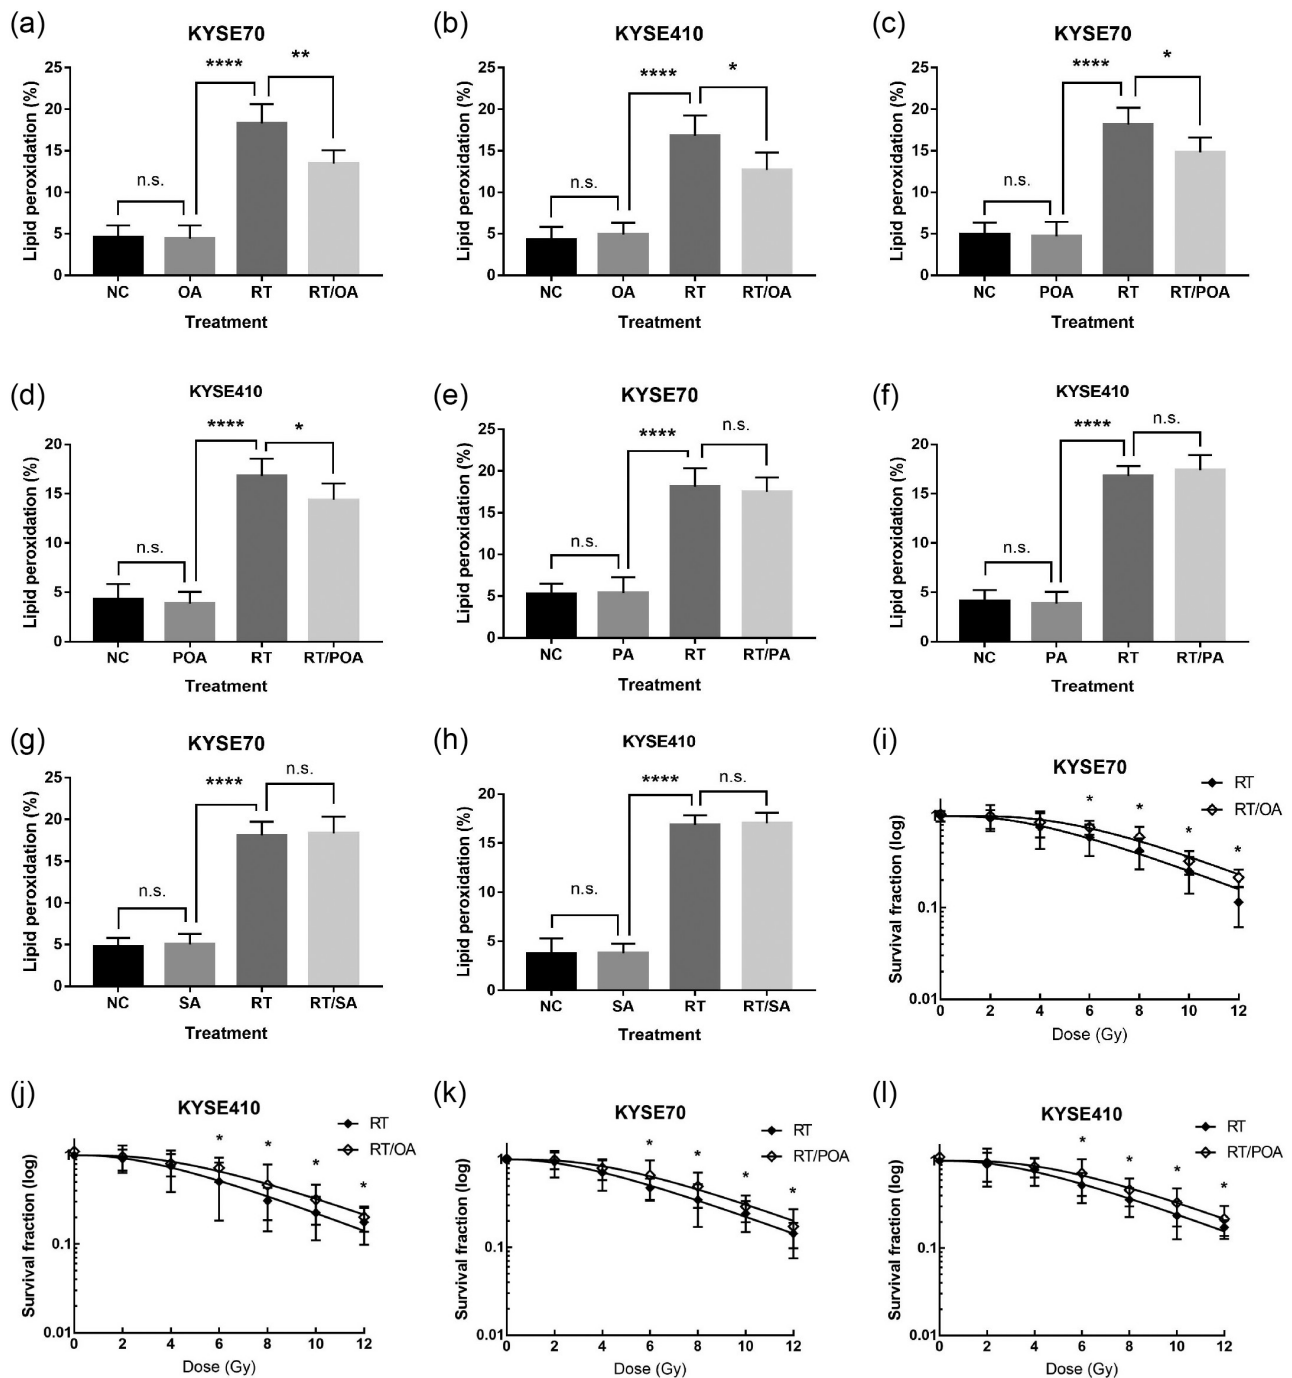 (a)
KYSE70
Lipid peroxidation (%)
25
20
15
10
5
0
n.s.
****
**
NC OA RT RT/OA
Treatment
(b)
KYSE410
Lipid peroxidation (%)
25
20
15
10
5
0
n.s.
****
*
NC OA RT RT/OA
Treatment
(c)
KYSE70
Lipid peroxidation (%)
25
20
15
10
5
0
n.s.
****
*
NC POA RT RT/POA
Treatment
(d)
KYSE410
Lipid peroxidation (%)
20
15
10
5
0
n.s.
****
*
NC POA RT RT/POA
Treatment
(e)
KYSE70
Lipid peroxidation (%)
25
20
15
10
5
0
n.s.
****
n.s.
NC PA RT RT/PA
Treatment
(f)
KYSE410
Lipid peroxidation (%)
20
15
10
5
0
n.s.
****
n.s.
NC PA RT RT/PA
Treatment
(g)
KYSE70
Lipid peroxidation (%)
25
20
15
10
5
0
n.s.
****
n.s.
NC SA RT RT/SA
Treatment
(h)
KYSE410
Lipid peroxidation (%)
20
15
10
5
0
n.s.
****
n.s.
NC SA RT RT/SA
Treatment
(i)
KYSE70
RT
RT/OA
Survival fraction (log)
1
0.1
0.01
* * * *
0 2 4 6 8 10 12
Dose (Gy)
(j)
KYSE410
RT
RT/OA
Survival fraction (log)
1
0.1
0.01
* * * *
0 2 4 6 8 10 12
Dose (Gy)
(k)
KYSE70
RT
RT/POA
Survival fraction (log)
1
0.1
0.01
* * * *
0 2 4 6 8 10 12
Dose (Gy)
(l)
KYSE410
RT
RT/POA
Survival fraction (log)
1
0.1
0.01
* * * *
0 2 4 6 8 10 12
Dose (Gy)